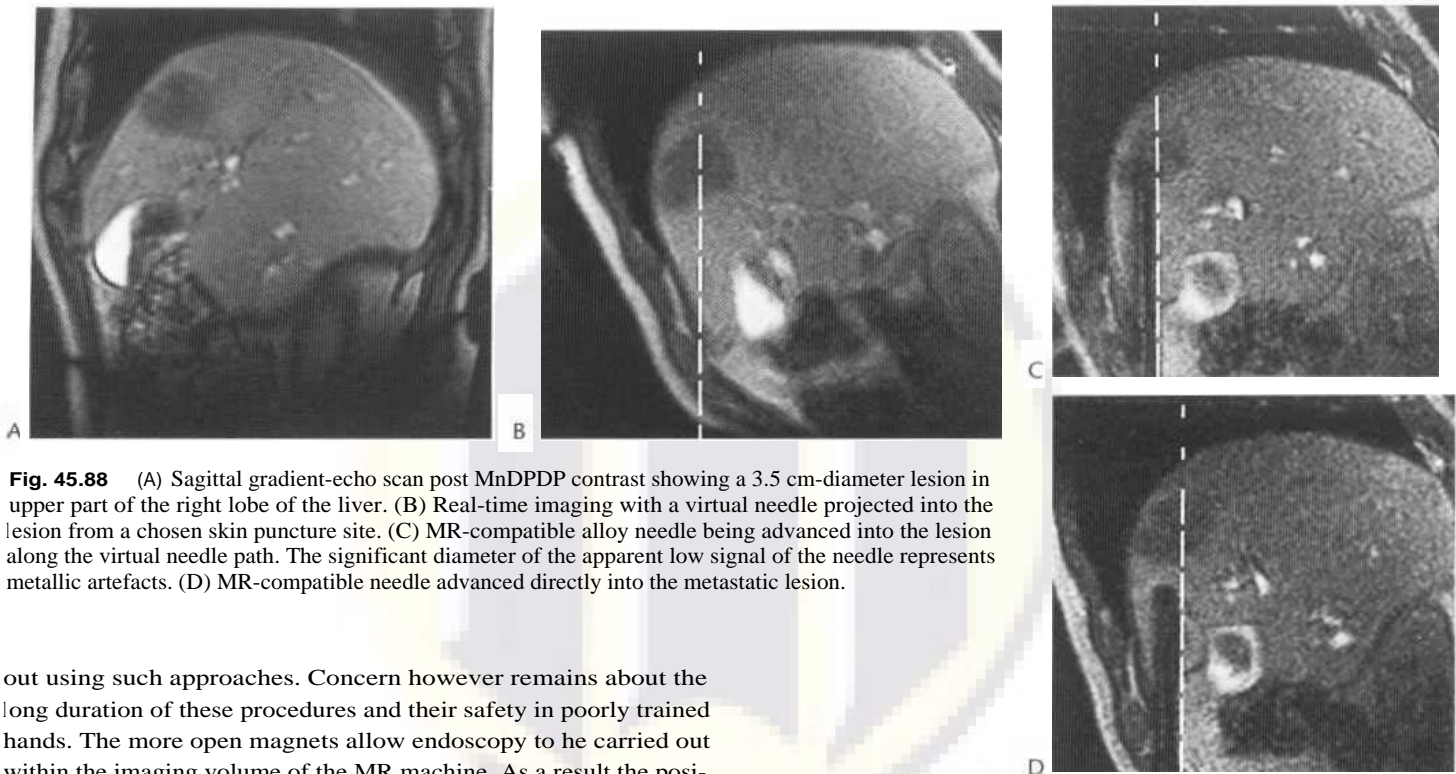 A
B
C
D
Fig. 45.88 (A) Sagittal gradient-echo scan post MnDPDP contrast showing a 3.5 cm-diameter lesion in
upper part of the right lobe of the liver. (B) Real-time imaging with a virtual needle projected into the
lesion from a chosen skin puncture site. (C) MR-compatible alloy needle being advanced into the lesion
along the virtual needle path. The significant diameter of the apparent low signal of the needle represents
metallic artefacts. (D) MR-compatible needle advanced directly into the metastatic lesion.
out using such approaches. Concern however remains about the
long duration of these procedures and their safety in poorly trained
hands. The more open magnets allow endoscopy to he carried out
within the imaging volume of the MR machine. As a result the posi-